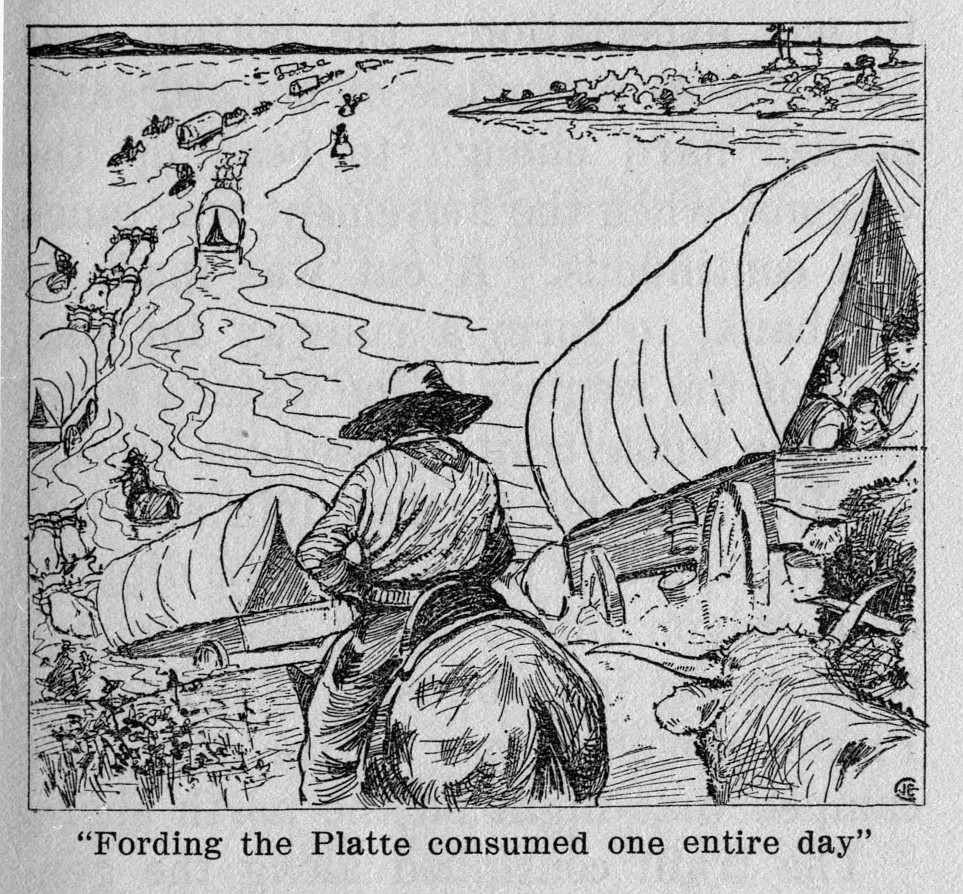 “Fording the Platte consumed one entire day”